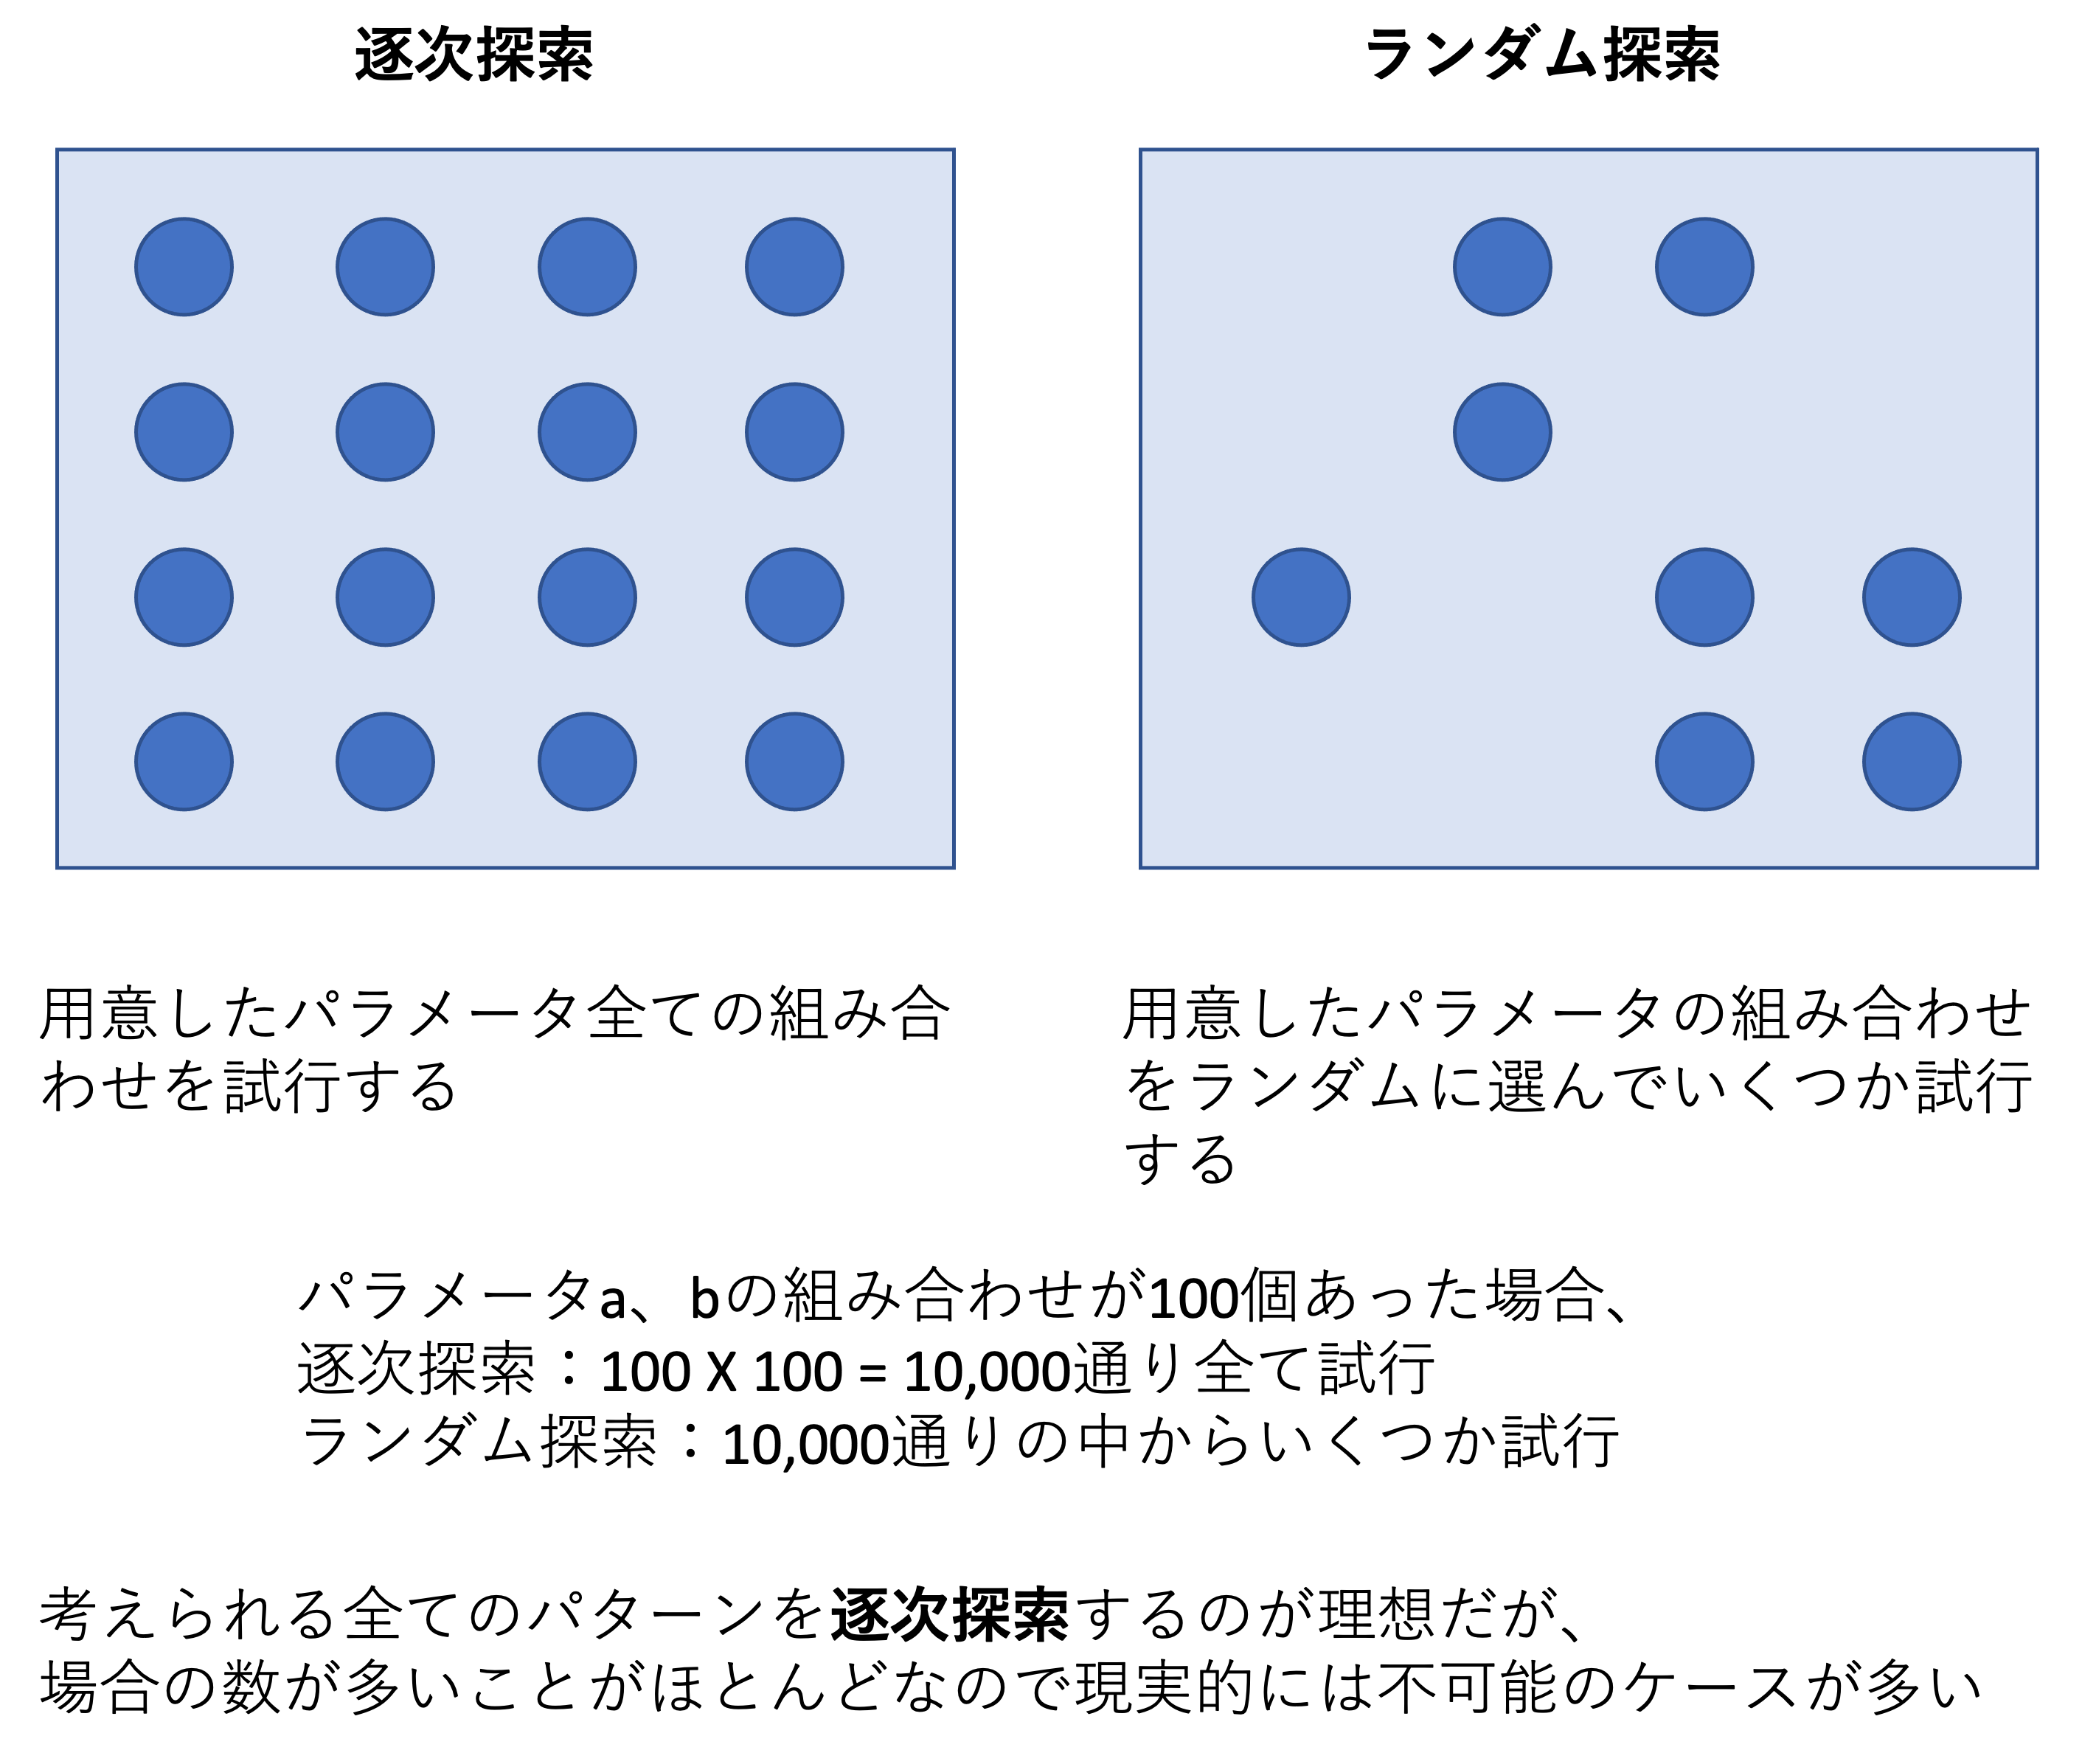 逐次探索
ランダム探索
用意したパラメータ全ての組み合
わせを試行する
用意したパラメータの組み合わせ
をランダムに選んでいくつか試行
する
パラメータa、bの組み合わせが100個あった場合、
逐次探索：100 X 100 = 10,000通り全て試行
ランダム探索：10,000通りの中からいくつか試行
考えられる全てのパターンを逐次探索するのが理想だが、
場合の数が多いことがほとんどなので現実的には不可能のケースが多い